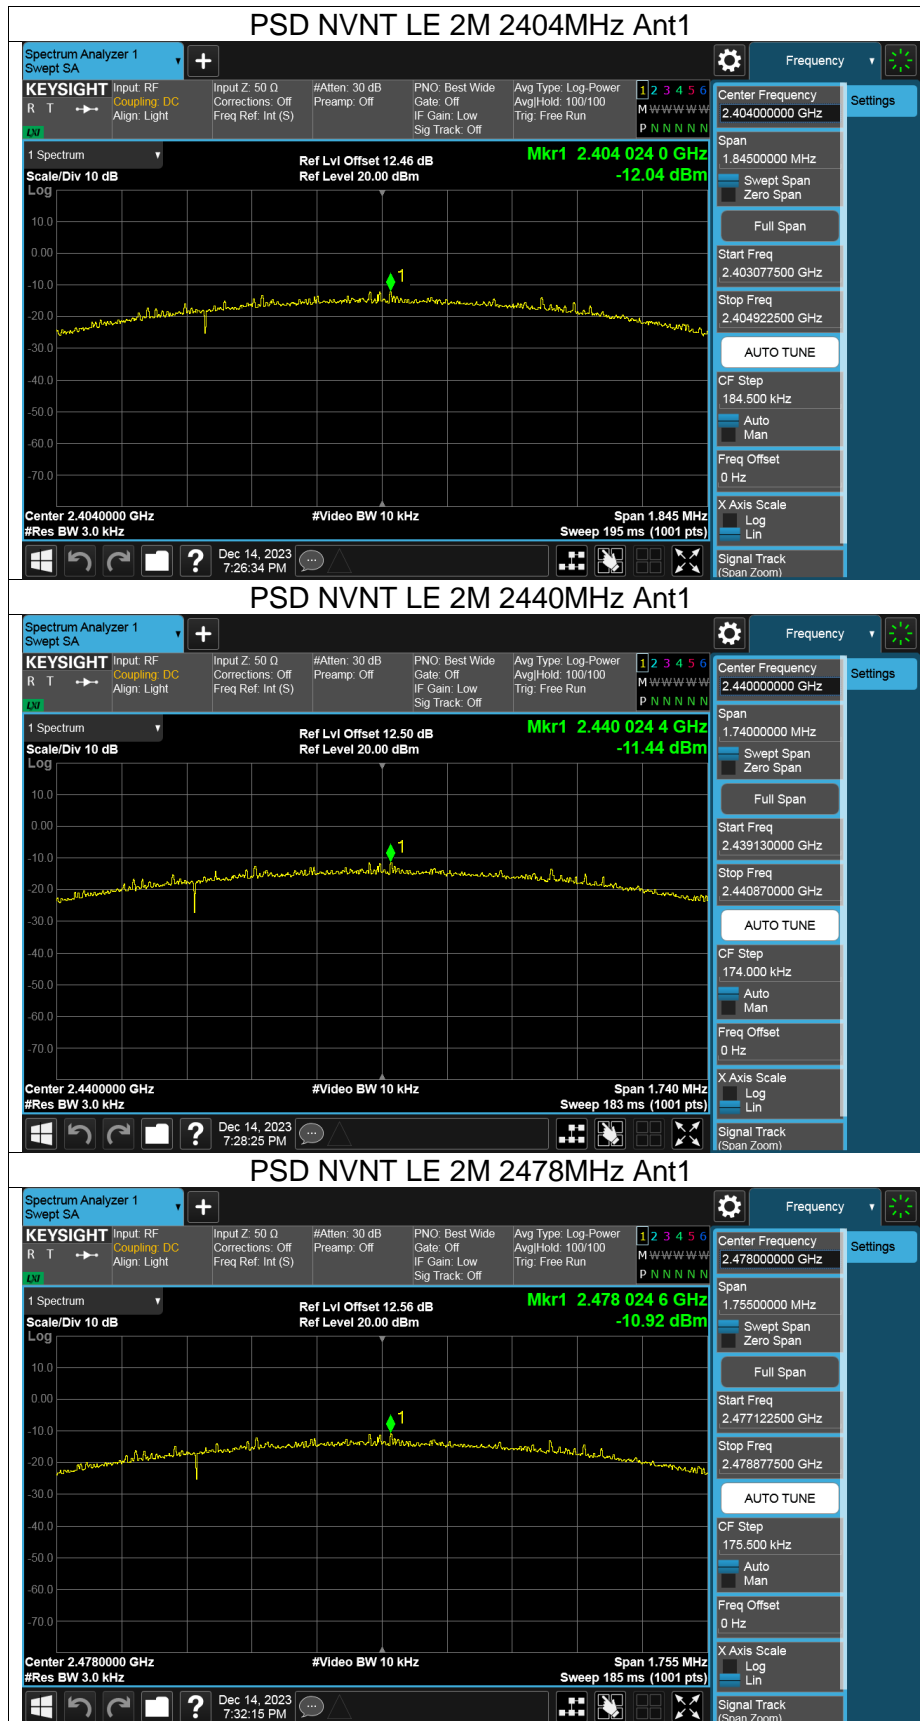 PSD NVNT LE 2M 2404MHz Ant1
Spectrum Analyzer 1
Swept SA
Frequency
KEYSIGHT
R T
LXI
Input: RF
Coupling: DC
Align: Light
Input Z: 50 Ω
Corrections: Off
Freq Ref: Int (S)
#Atten: 30 dB
Preamp: Off
PNO: Best Wide
Gate: Off
IF Gain: Low
Sig Track: Off
Avg Type: Log-Power
Avg|Hold: 100/100
Trig: Free Run
1 2 3 4 5 6
M W W W W W
P N N N N N
Center Frequency
2.404000000 GHz
Settings
Span
1.84500000 MHz
Swept Span
Zero Span
Full Span
Start Freq
2.403077500 GHz
Stop Freq
2.404922500 GHz
AUTO TUNE
CF Step
184.500 kHz
Auto
Man
Freq Offset
0 Hz
X Axis Scale
Log
Lin
Signal Track
(Span Zoom)
1 Spectrum
Scale/Div 10 dB
Log
Ref Lvl Offset 12.46 dB
Ref Level 20.00 dBm
Mkr1 2.404 024 0 GHz
-12.04 dBm
1
10.0
0.00
-10.0
-20.0
-30.0
-40.0
-50.0
-60.0
-70.0
Center 2.4040000 GHz
#Res BW 3.0 kHz
#Video BW 10 kHz
Span 1.845 MHz
Sweep 195 ms (1001 pts)
?
Dec 14, 2023
7:26:34 PM
PSD NVNT LE 2M 2440MHz Ant1
Spectrum Analyzer 1
Swept SA
Frequency
KEYSIGHT
R T
LXI
Input: RF
Coupling: DC
Align: Light
Input Z: 50 Ω
Corrections: Off
Freq Ref: Int (S)
#Atten: 30 dB
Preamp: Off
PNO: Best Wide
Gate: Off
IF Gain: Low
Sig Track: Off
Avg Type: Log-Power
Avg|Hold: 100/100
Trig: Free Run
1 2 3 4 5 6
M W W W W W
P N N N N N
Center Frequency
2.440000000 GHz
Settings
Span
1.74000000 MHz
Swept Span
Zero Span
Full Span
Start Freq
2.439130000 GHz
Stop Freq
2.440870000 GHz
AUTO TUNE
CF Step
174.000 kHz
Auto
Man
Freq Offset
0 Hz
X Axis Scale
Log
Lin
Signal Track
(Span Zoom)
1 Spectrum
Scale/Div 10 dB
Log
Ref Lvl Offset 12.50 dB
Ref Level 20.00 dBm
Mkr1 2.440 024 4 GHz
-11.44 dBm
1
10.0
0.00
-10.0
-20.0
-30.0
-40.0
-50.0
-60.0
-70.0
Center 2.4400000 GHz
#Res BW 3.0 kHz
#Video BW 10 kHz
Span 1.740 MHz
Sweep 183 ms (1001 pts)
?
Dec 14, 2023
7:28:25 PM
PSD NVNT LE 2M 2478MHz Ant1
Spectrum Analyzer 1
Swept SA
Frequency
KEYSIGHT
R T
LXI
Input: RF
Coupling: DC
Align: Light
Input Z: 50 Ω
Corrections: Off
Freq Ref: Int (S)
#Atten: 30 dB
Preamp: Off
PNO: Best Wide
Gate: Off
IF Gain: Low
Sig Track: Off
Avg Type: Log-Power
Avg|Hold: 100/100
Trig: Free Run
1 2 3 4 5 6
M W W W W W
P N N N N N
Center Frequency
2.478000000 GHz
Settings
Span
1.75500000 MHz
Swept Span
Zero Span
Full Span
Start Freq
2.477122500 GHz
Stop Freq
2.478877500 GHz
AUTO TUNE
CF Step
175.500 kHz
Auto
Man
Freq Offset
0 Hz
X Axis Scale
Log
Lin
Signal Track
(Span Zoom)
1 Spectrum
Scale/Div 10 dB
Log
Ref Lvl Offset 12.56 dB
Ref Level 20.00 dBm
Mkr1 2.478 024 6 GHz
-10.92 dBm
1
10.0
0.00
-10.0
-20.0
-30.0
-40.0
-50.0
-60.0
-70.0
Center 2.4780000 GHz
#Res BW 3.0 kHz
#Video BW 10 kHz
Span 1.755 MHz
Sweep 185 ms (1001 pts)
?
Dec 14, 2023
7:32:15 PM